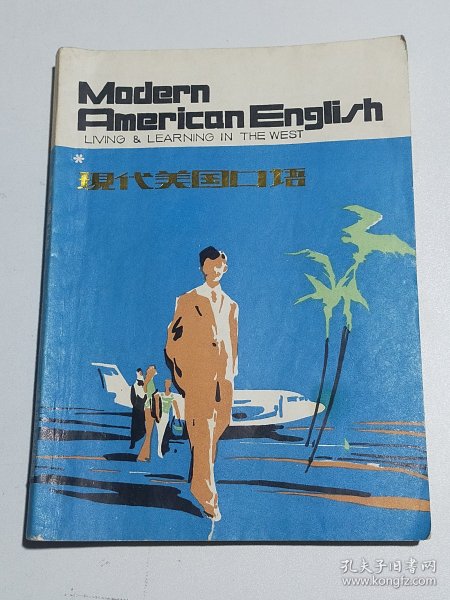 Modern
American English
LIVING & LEARNING IN THE WEST
*
现代美国口语
孔夫子旧书网
www.kongfz.com